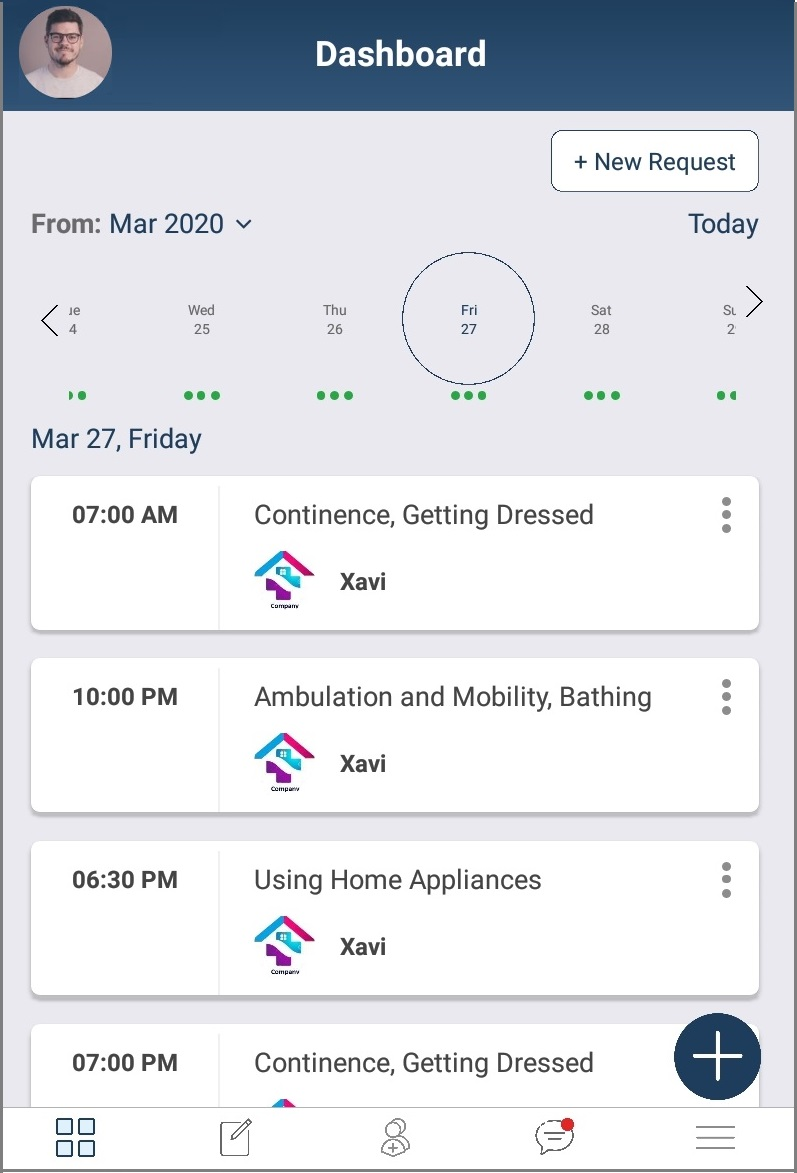 Dashboard
+ New Request
From: Mar 2020
Today
Wed Thu Fri Sat
25 26 27 28
Mar 27, Friday
07:00 AM Continence, Getting Dressed
Xavi
Company
10:00 PM Ambulation and Mobility, Bathing
Xavi
Company
06:30 PM Using Home Appliances
Xavi
Company
07:00 PM Continence, Getting Dressed